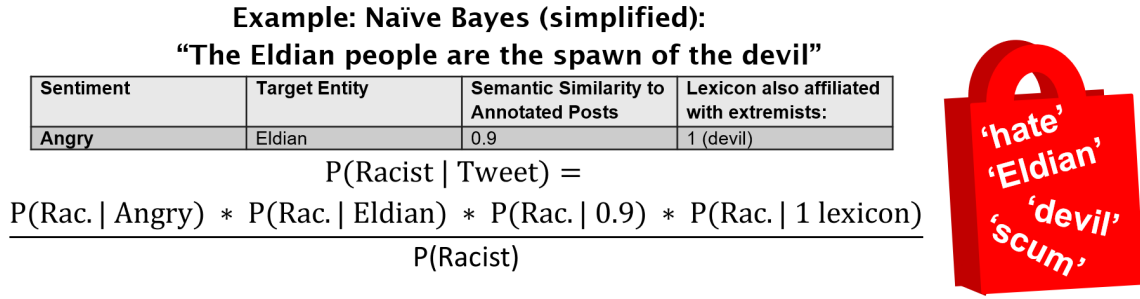 Example: Naïve Bayes (simplified):
“The Eldian people are the spawn of the devil”
Sentiment Target Entity Semantic Similarity to Annotated Posts Lexicon also affiliated with extremists:
Angry Eldian 0.9 1 (devil)
P(Racist | Tweet) =
P(Rac. | Angry) ∗ P(Rac. | Eldian) ∗ P(Rac. | 0.9) ∗ P(Rac. | 1 lexicon)
P(Racist)
‘hate’
‘Eldian’
‘devil’
‘scum’